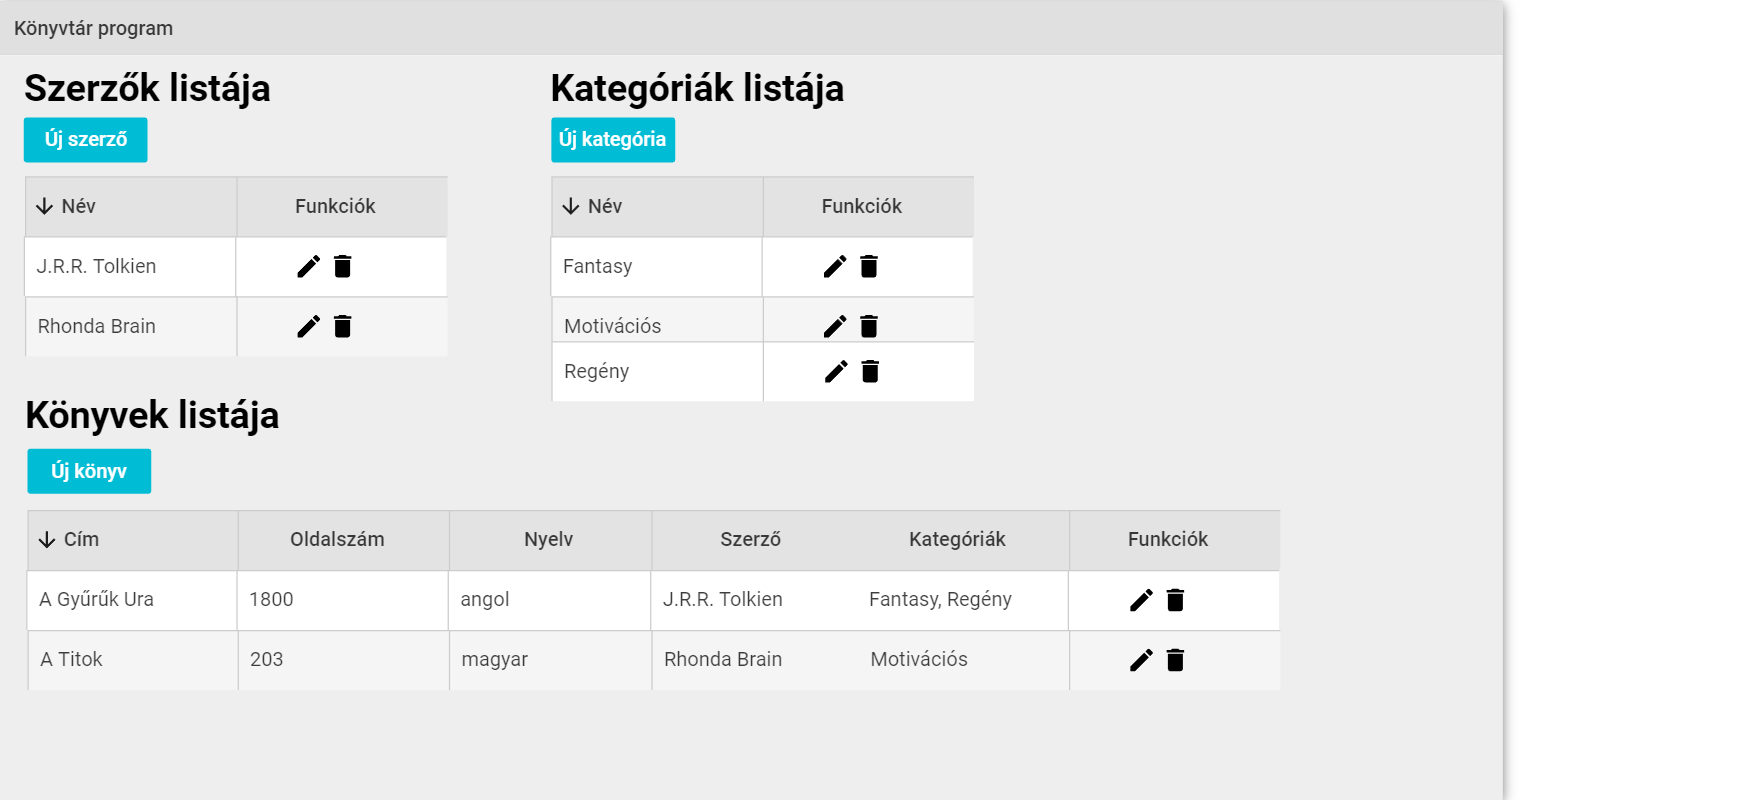 Könyvtár program
Szerzők listája
Új szerző
Név Funkciók
J.R.R. Tolkien
Rhonda Brain
Kategóriák listája
Új kategória
Név Funkciók
Fantasy
Motivációs
Regény
Könyvek listája
Új könyv
Cím Oldalszám Nyelv Szerző Kategóriák Funkciók
A Gyűrűk Ura 1800 angol J.R.R. Tolkien Fantasy, Regény
A Titok 203 magyar Rhonda Brain Motivációs